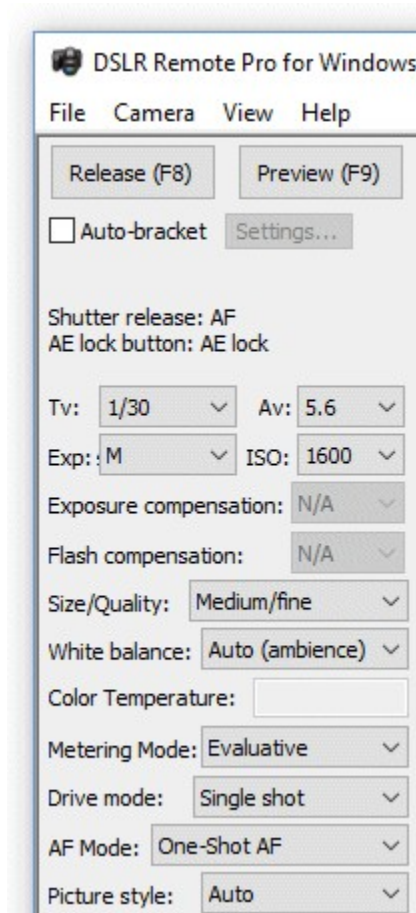 DSLR Remote Pro for Windows
File Camera View Help
Release (F8) Preview (F9)
Auto-bracket Settings...
Shutter release: AF
AE lock button: AE lock
Tv: 1/30 Av: 5.6
Exp: M ISO: 1600
Exposure compensation: N/A
Flash compensation: N/A
Size/Quality: Medium/fine
White balance: Auto (ambience)
Color Temperature:
Metering Mode: Evaluative
Drive mode: Single shot
AF Mode: One-Shot AF
Picture style: Auto